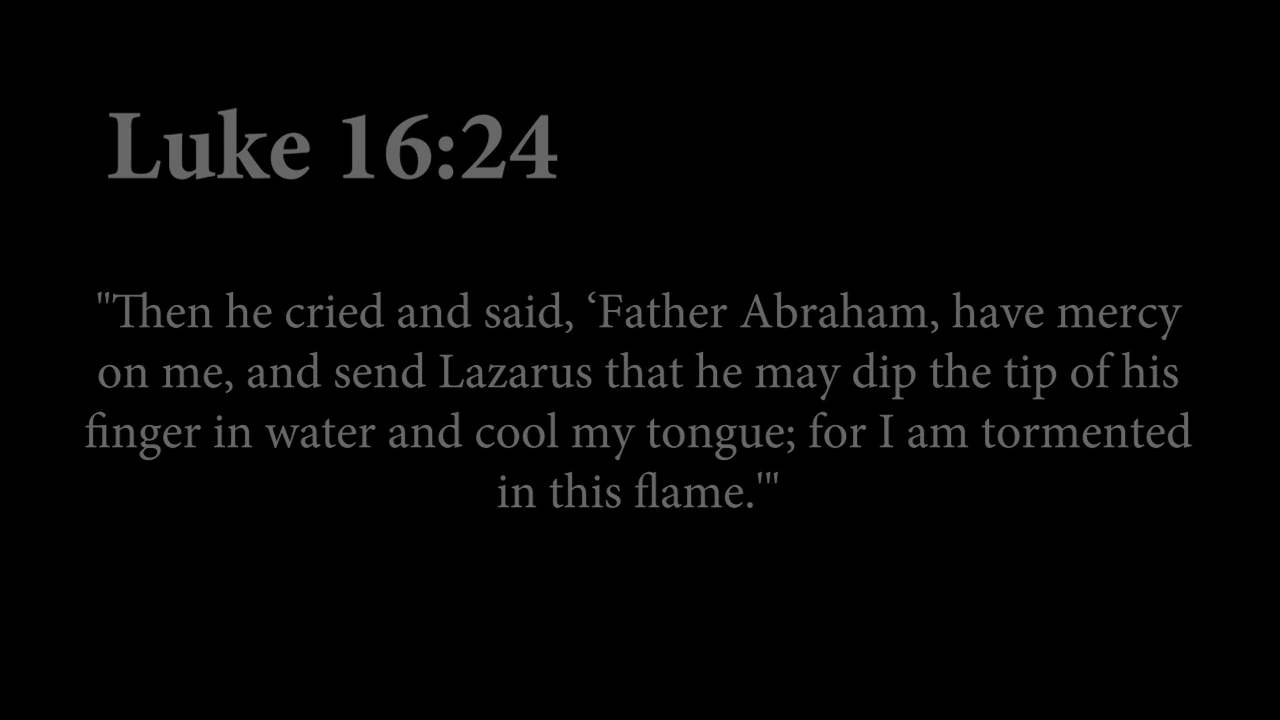 Luke 16:24
"Then he cried and said, ‘Father Abraham, have mercy
on me, and send Lazarus that he may dip the tip of his
finger in water and cool my tongue; for I am tormented
in this flame.'"